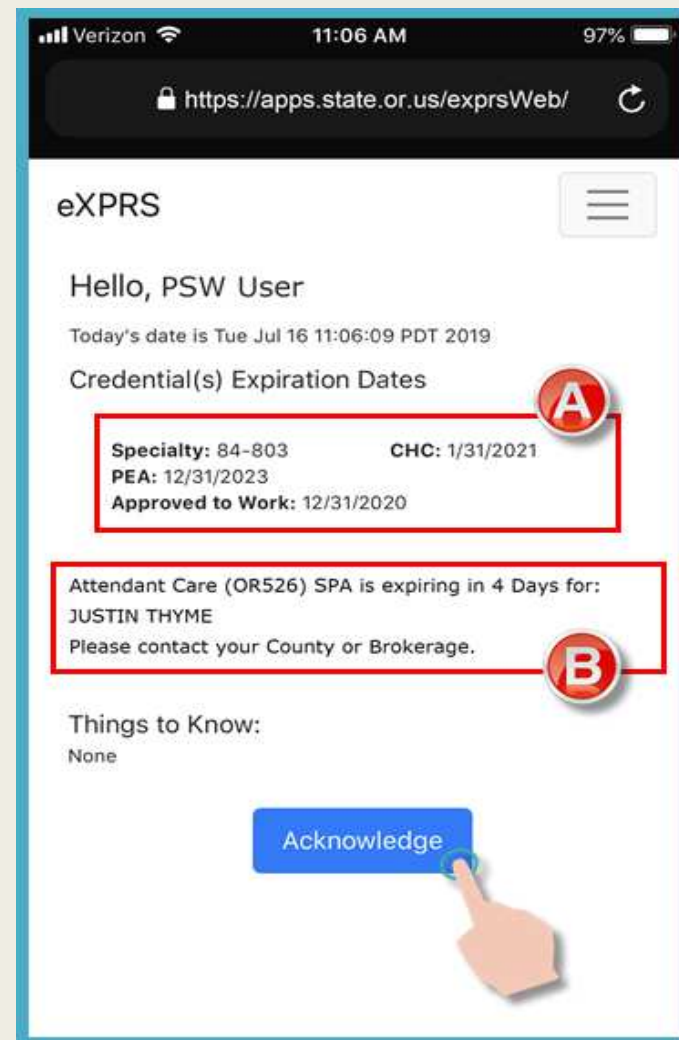 Verizon 11:06 AM 97%
https://apps.state.or.us/exprsWeb/
eXPRS
Hello, PSW User
Today's date is Tue Jul 16 11:06:09 PDT 2019
Credential(s) Expiration Dates
A
Specialty: 84-803 CHC: 1/31/2021
PEA: 12/31/2023
Approved to Work: 12/31/2020
Attendant Care (OR526) SPA is expiring in 4 Days for:
JUSTIN THYME
Please contact your County or Brokerage.
B
Things to Know:
None
Acknowledge